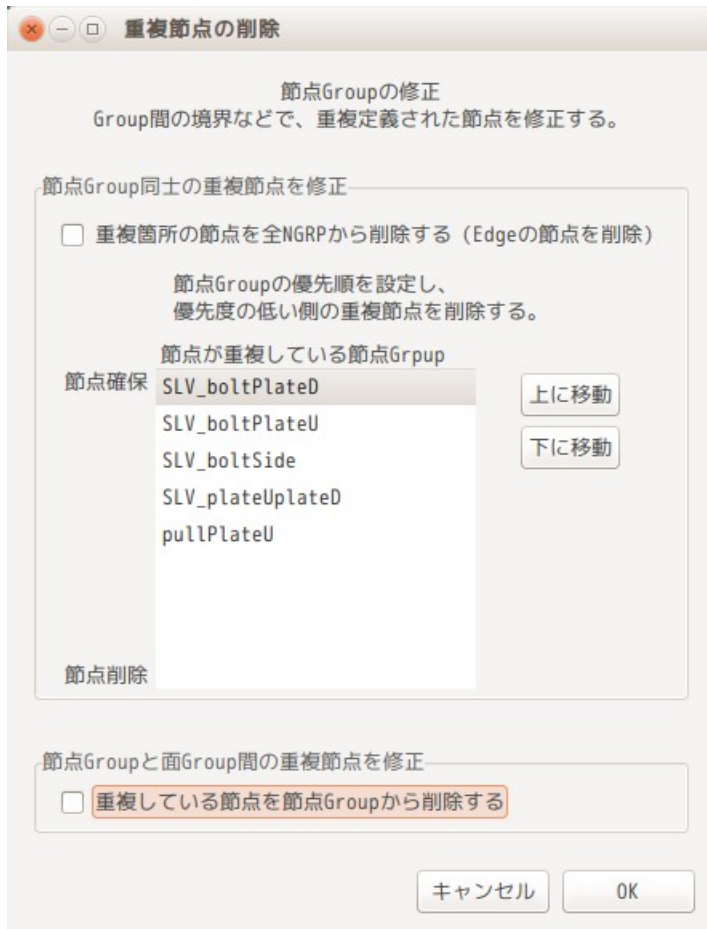 重複節点の削除
節点Groupの修正
Group間の境界などで、重複定義された節点を修正する。
節点Group同士の重複節点を修正
重複箇所の節点を全NGRPから削除する（Edgeの節点を削除）
節点Groupの優先順を設定し、
優先度の低い側の重複節点を削除する。
節点が重複している節点Grpup
節点確保
SLV_boltPlateD
SLV_boltPlateU
SLV_boltSide
SLV_plateUplateD
pullPlateU
上に移動
下に移動
節点削除
節点Groupと面Group間の重複節点を修正
重複している節点を節点Groupから削除する
キャンセル
OK